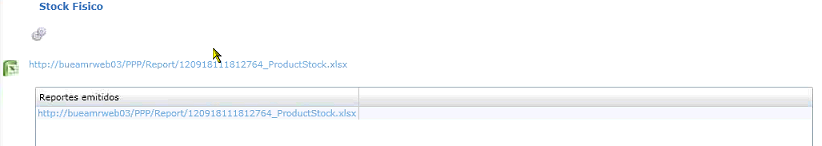 Stock Fisico
http://bueamrweb03/PPP/Report/120918111812764_ProductStock.xlsx
Reportes emitidos
http://bueamrweb03/PPP/Report/120918111812764_ProductStock.xlsx